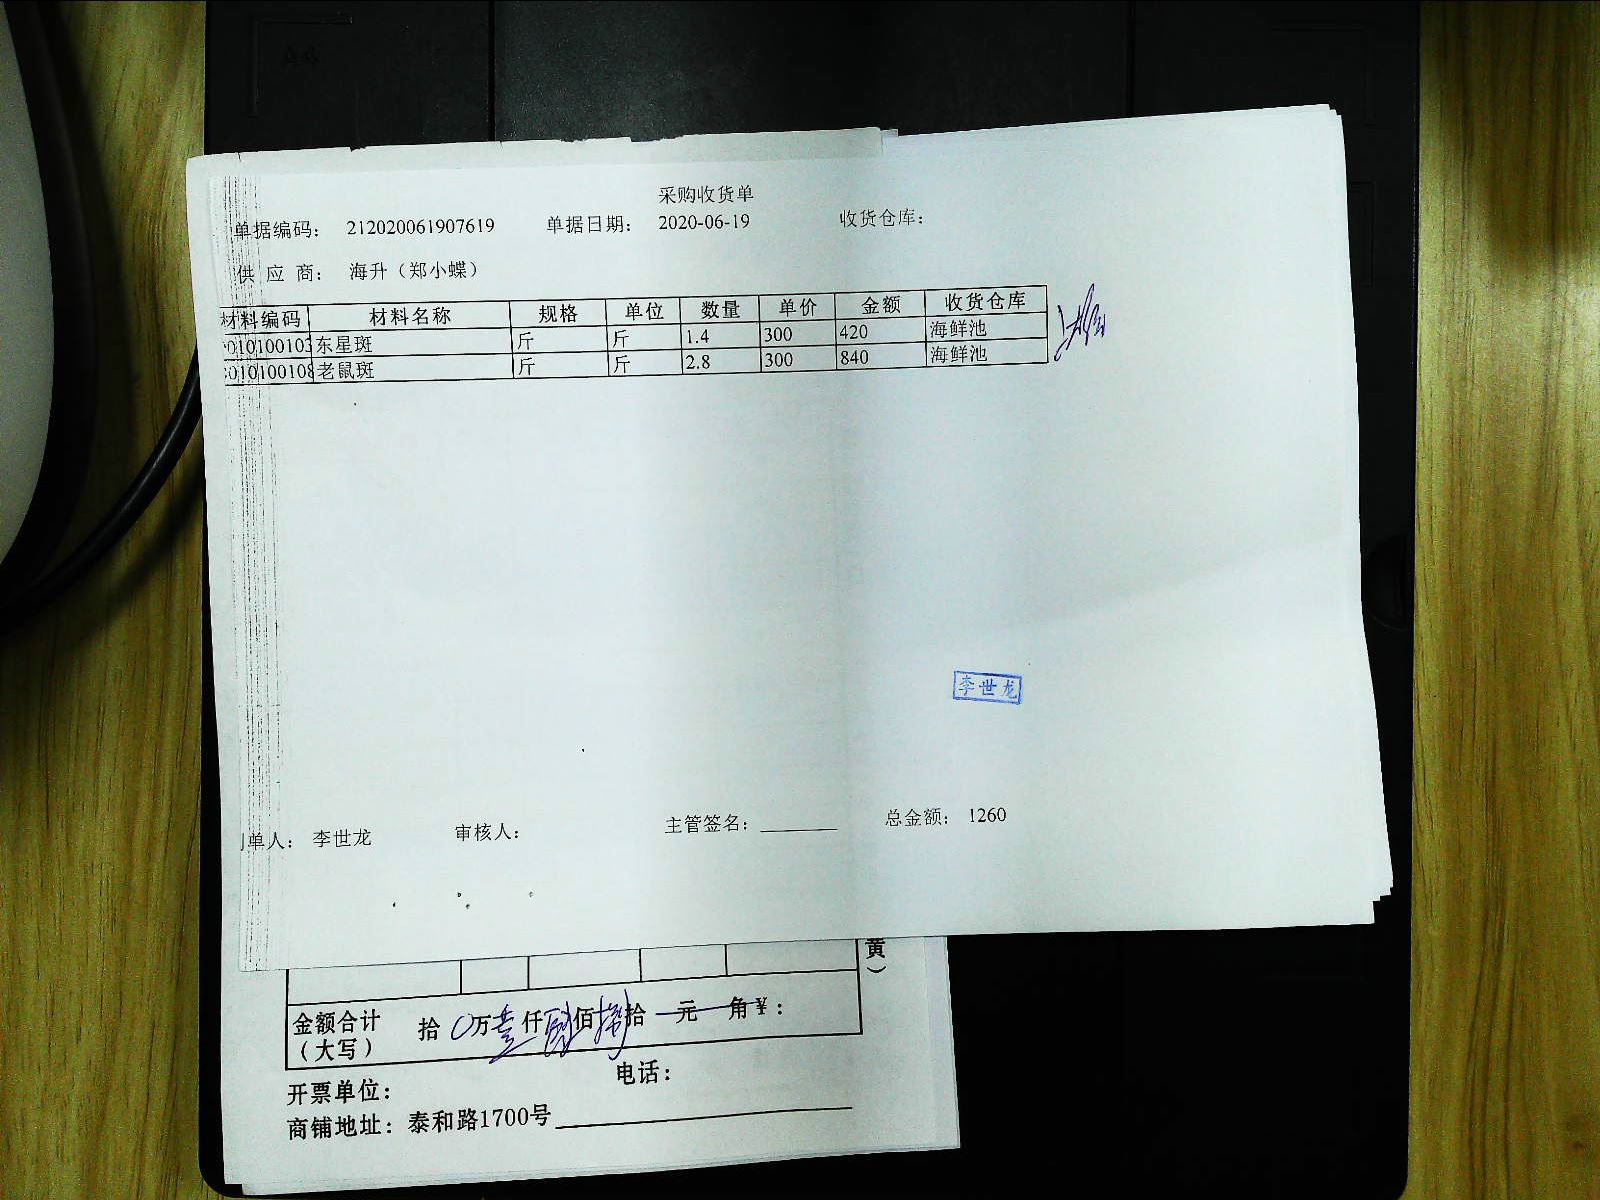 采购收货单
单据编码： 212020061907619 单据日期： 2020-06-19 收货仓库：
供 应 商： 海升（郑小蝶）
材料编码 材料名称 规格 单位 数量 单价 金额 收货仓库
010100103 东星斑 斤 斤 1.4 300 420 海鲜池
010100108 老鼠斑 斤 斤 2.8 300 840 海鲜池
李世龙
单人： 李世龙 审核人： 主管签名： 总金额： 1260
黄）
金额合计 拾 0万壹仟 佰 拾 元 角 ¥：
（大写）
开票单位： 电话：
商铺地址： 泰和路1700号